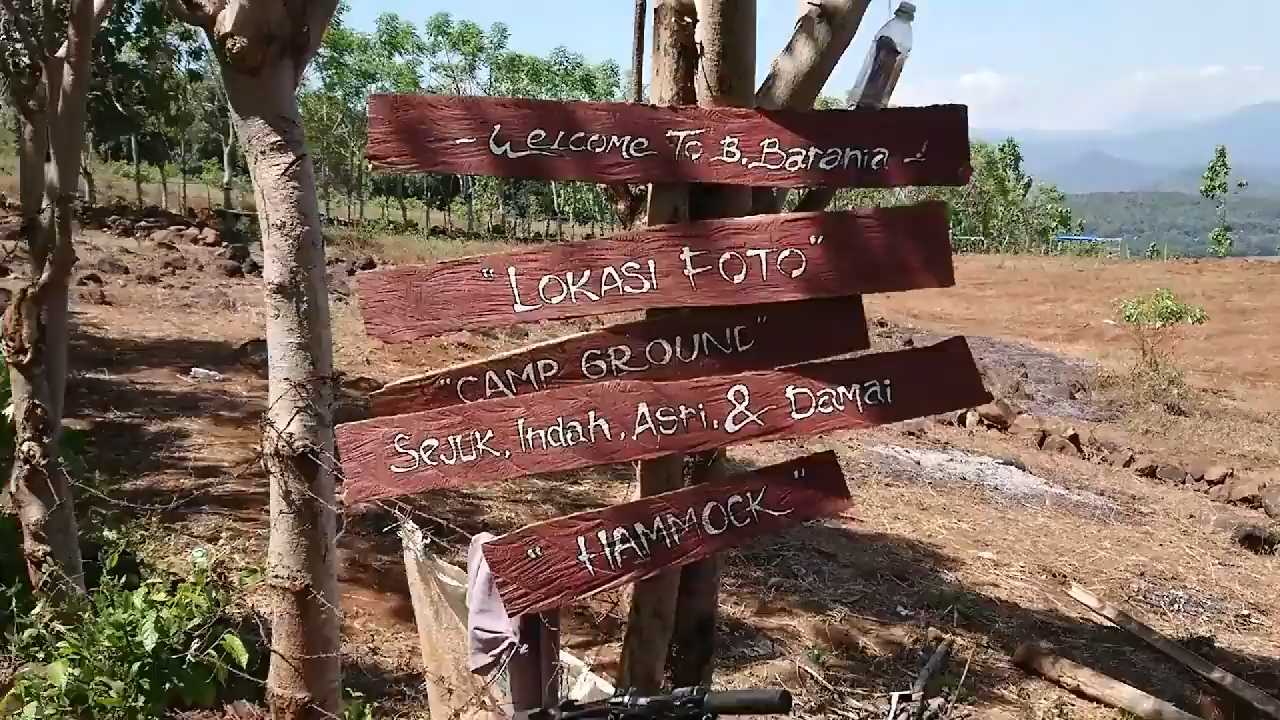 - Welcome To B. Barania -
"LOKASI FOTO"
"CAMP GROUND"
Sejuk, Indah, Asri, & Damai
"HAMMOCK"